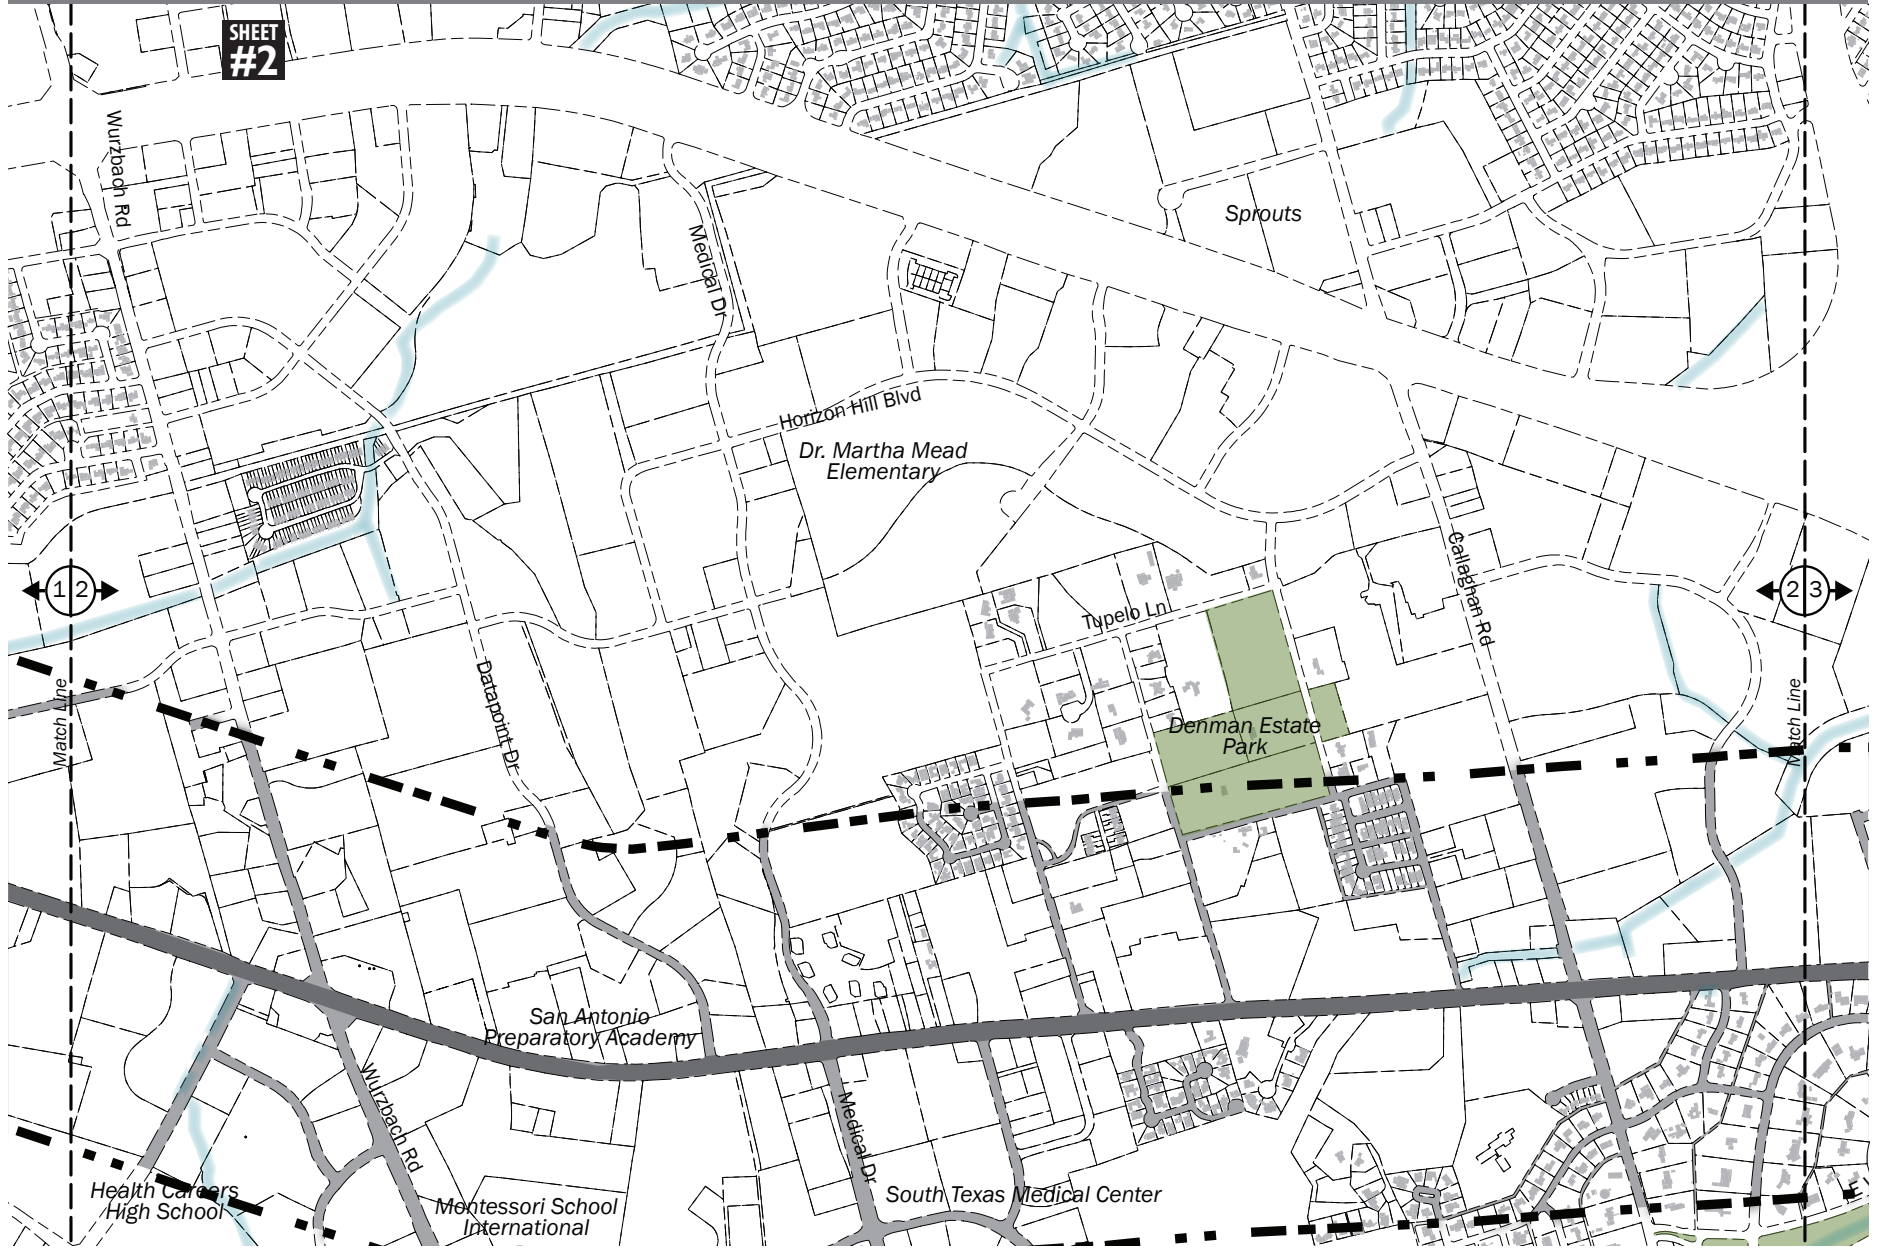 SHEET
#2
Wurzbach Rd
Sprouts
Medical Dr
Horizon Hill Blvd
Dr. Martha Mead
Elementary
Callaghan Rd
1 2
2 3
Tupelo Ln
Match Line
Datapoint Dr
Denman Estate
Park
Match Line
San Antonio
Preparatory Academy
Wurzbach Rd
Medical Dr
Health Careers
High School
Montessori School
International
South Texas Medical Center